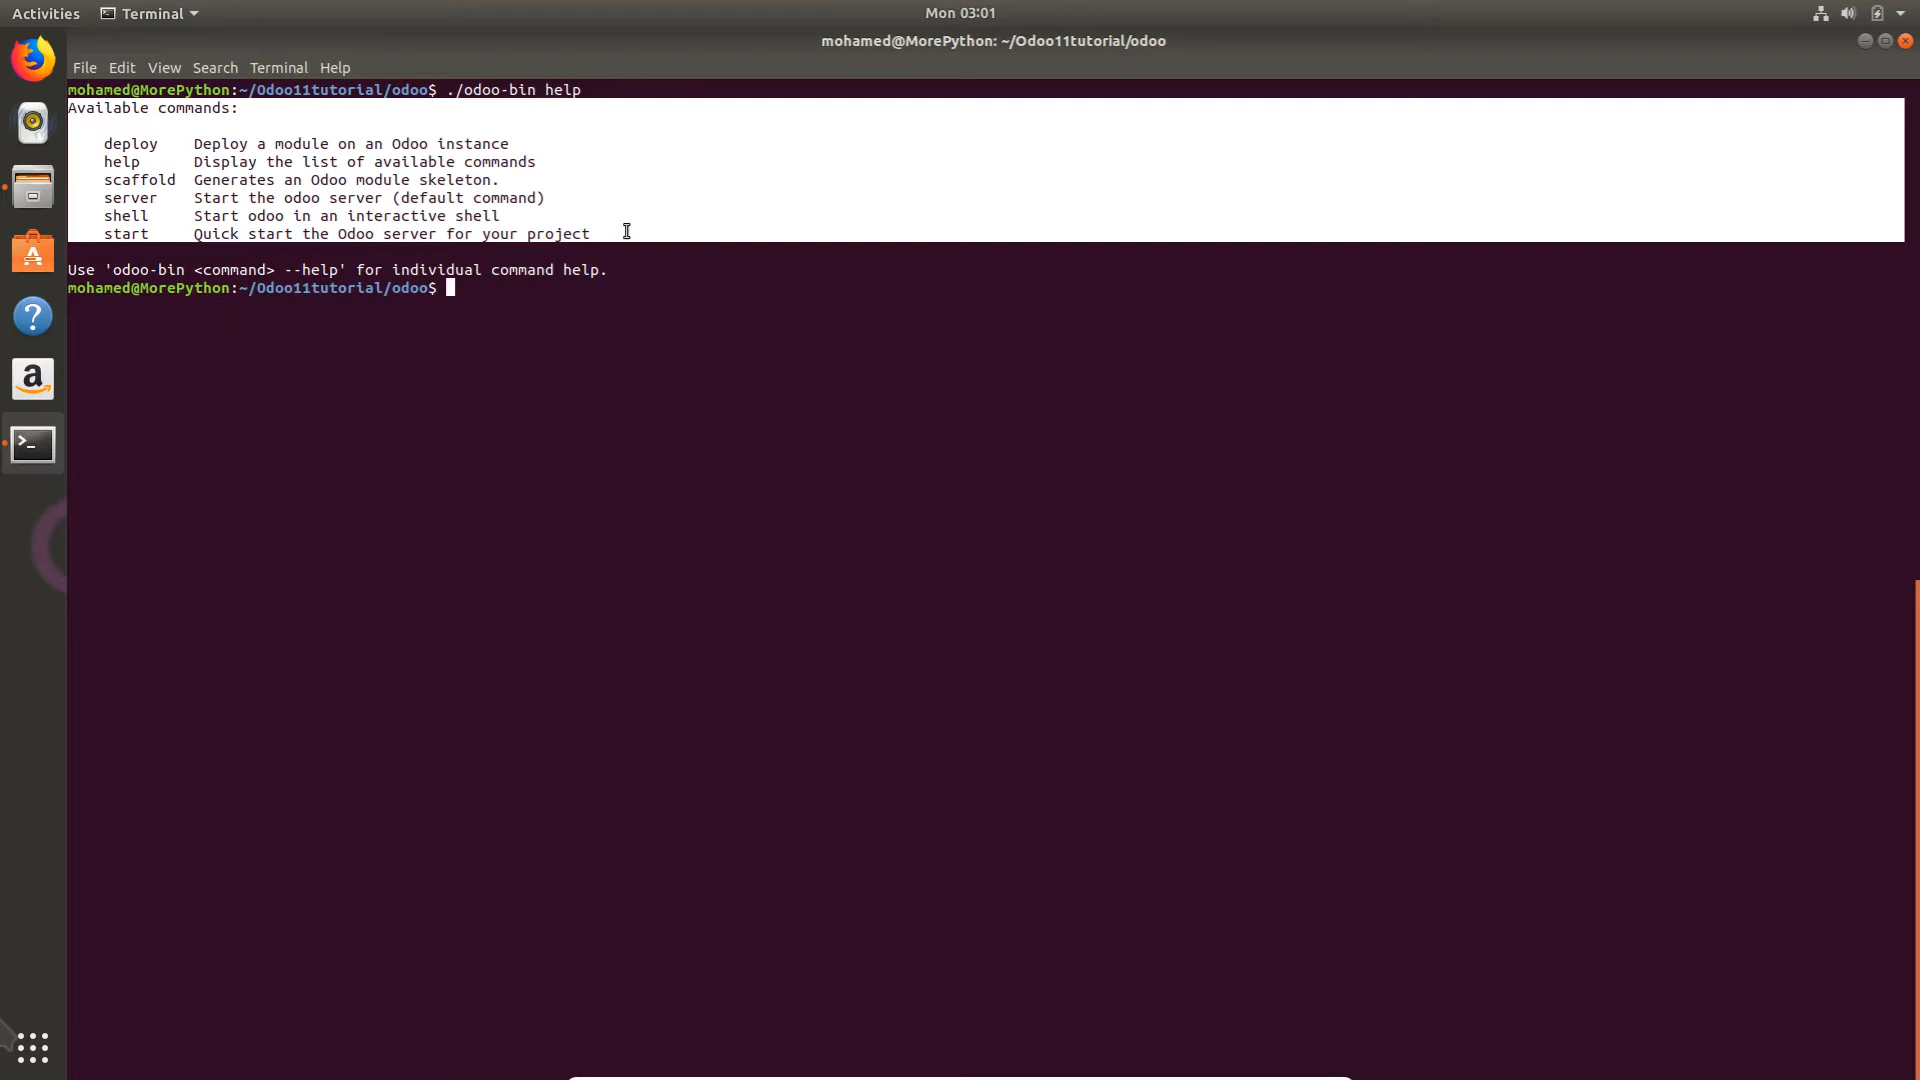 Activities Terminal Mon 03:01
mohamed@MorePython: ~/Odoo11tutorial/odoo
File Edit View Search Terminal Help
mohamed@MorePython:~/Odoo11tutorial/odoo$ ./odoo-bin help
Available commands:
deploy Deploy a module on an Odoo instance
help Display the list of available commands
scaffold Generates an Odoo module skeleton.
server Start the odoo server (default command)
shell Start odoo in an interactive shell
start Quick start the Odoo server for your project
Use 'odoo-bin <command> --help' for individual command help.
mohamed@MorePython:~/Odoo11tutorial/odoo$